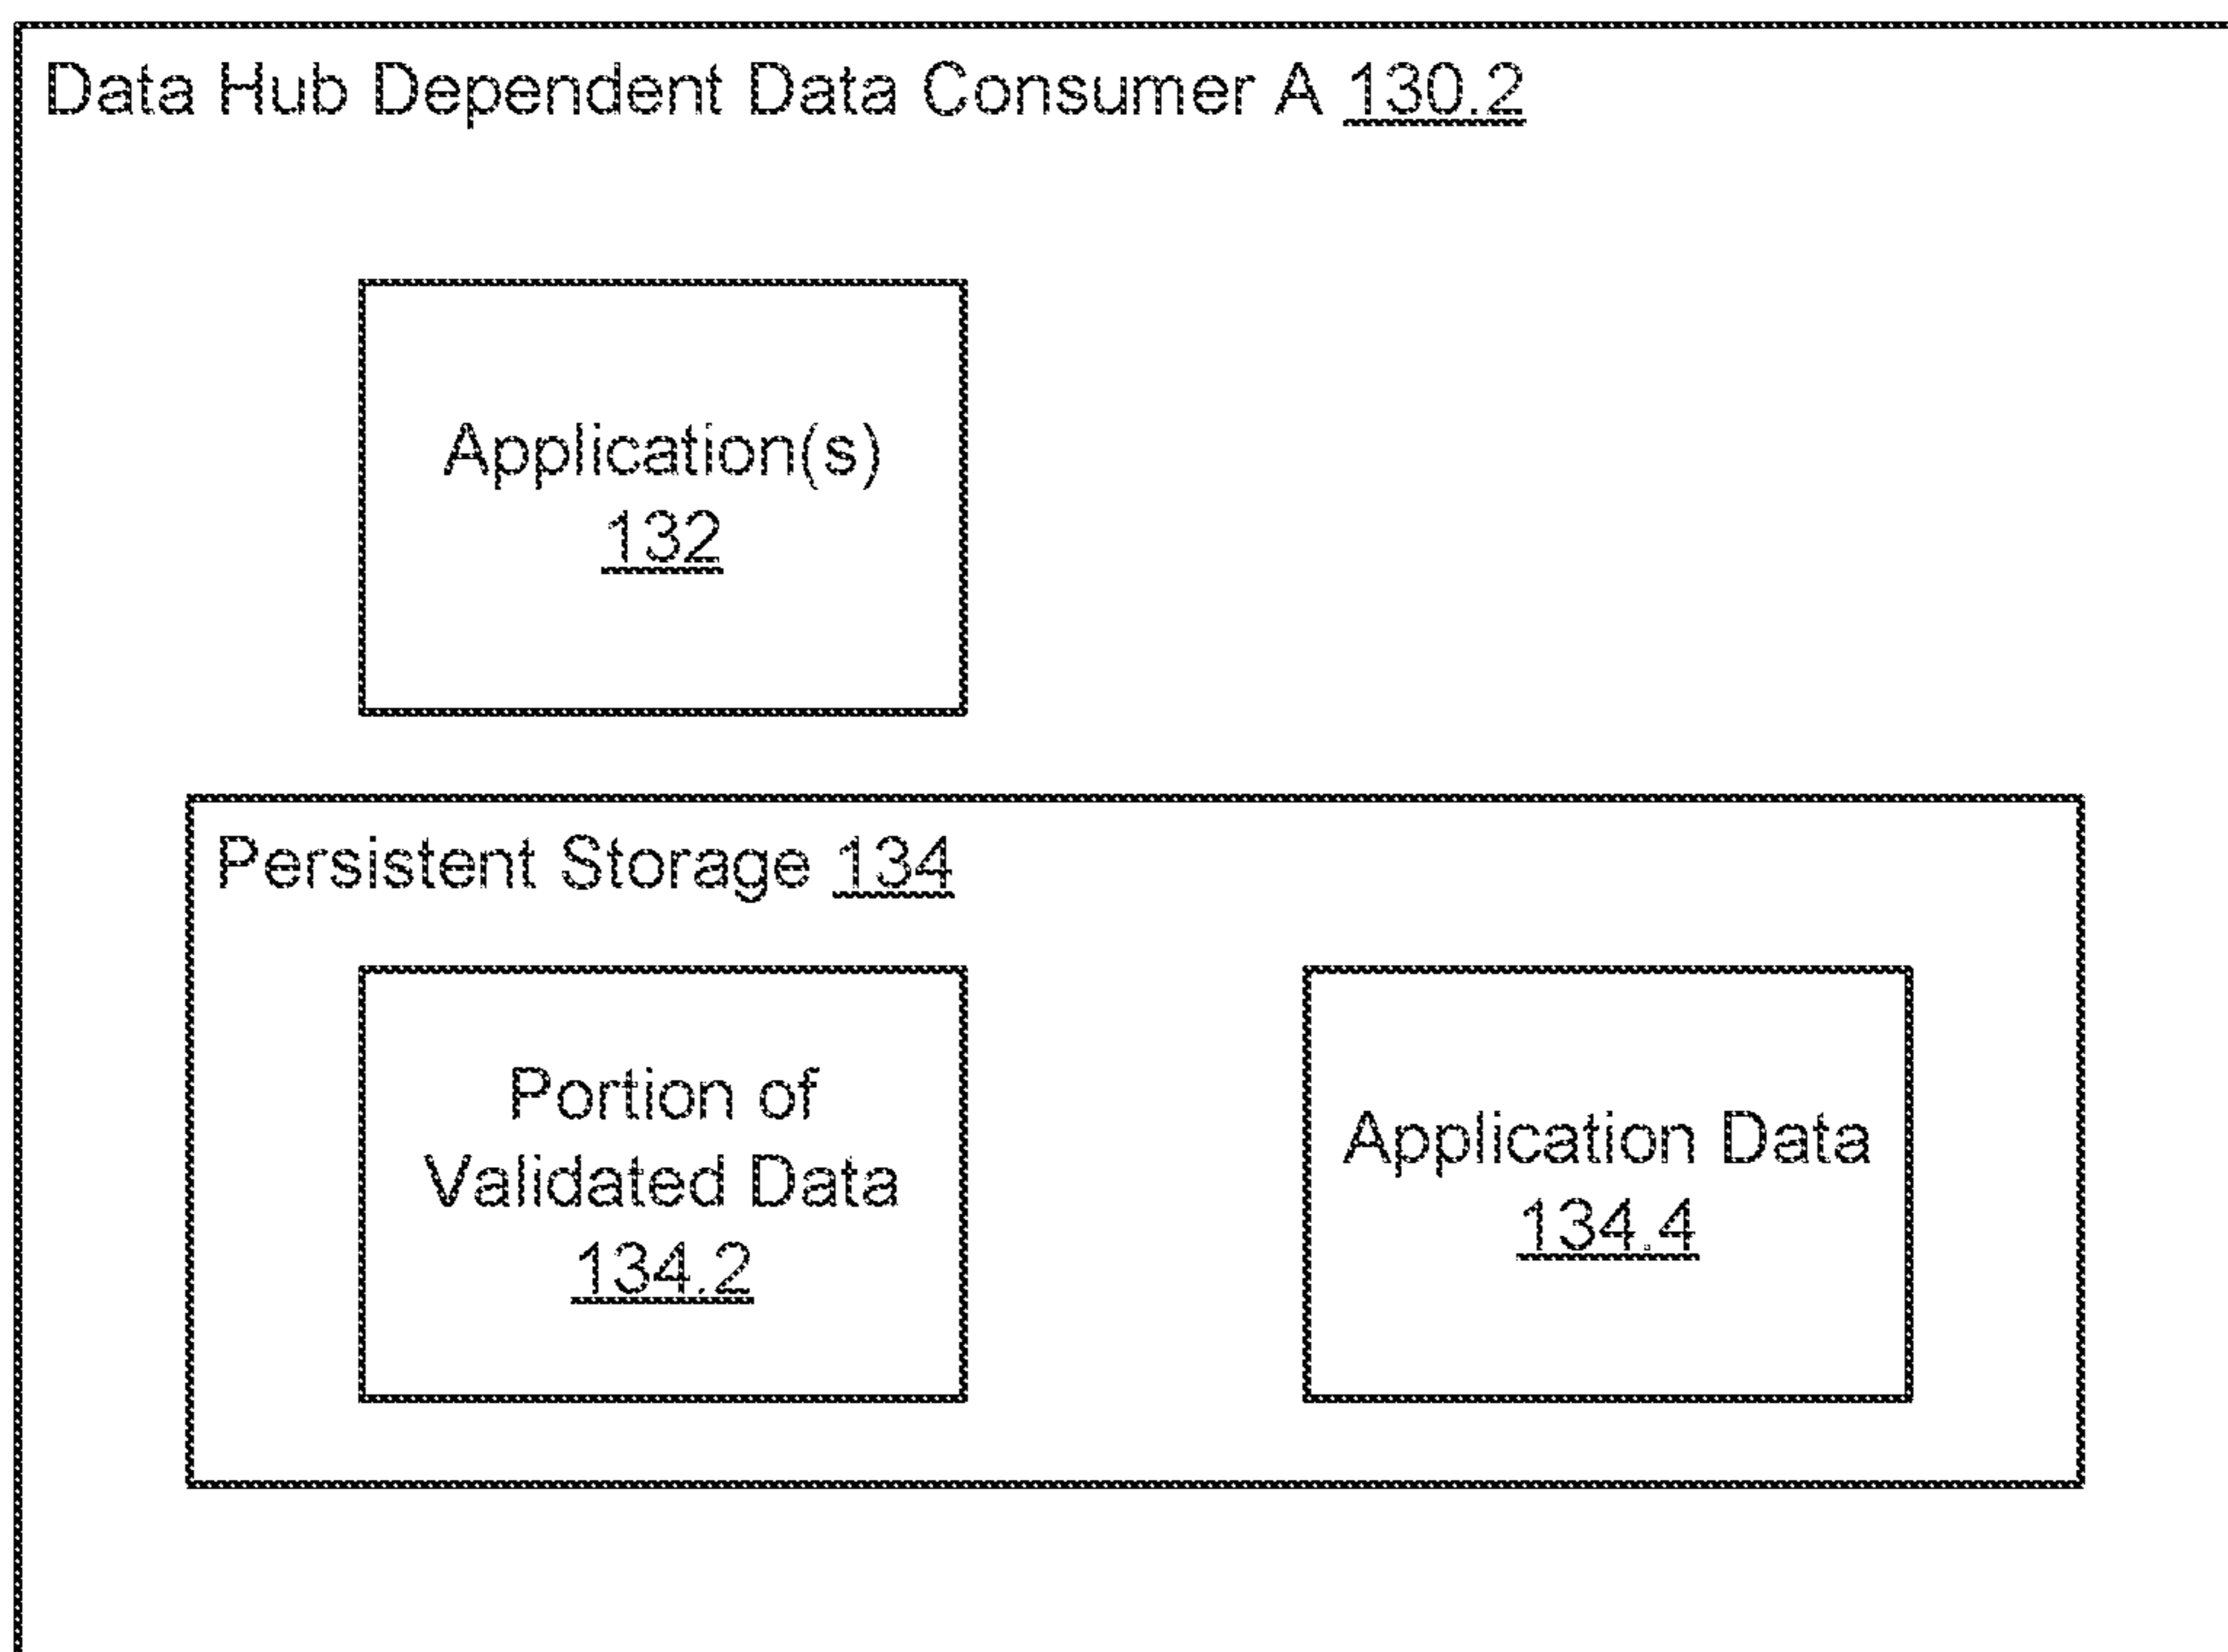 Data Hub Dependent Data Consumer A 130.2
Application(s)
132
Persistent Storage 134
Portion of
Validated Data
134.2
Application Data
134.4